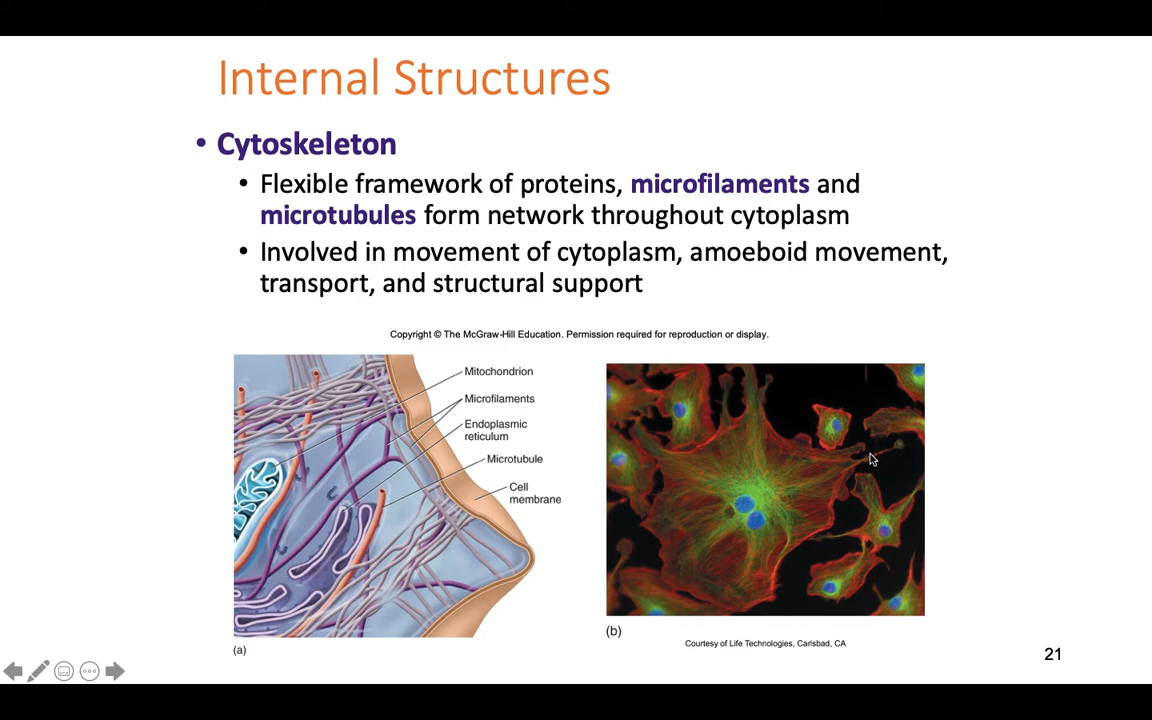 Internal Structures
• Cytoskeleton
• Flexible framework of proteins, microfilaments and
microtubules form network throughout cytoplasm
• Involved in movement of cytoplasm, amoeboid movement,
transport, and structural support
Copyright © The McGraw-Hill Education. Permission required for reproduction or display.
Mitochondrion
Microfilaments
Endoplasmic
reticulum
Microtubule
Cell
membrane
(a)
(b)
Courtesy of Life Technologies, Carlsbad, CA
21